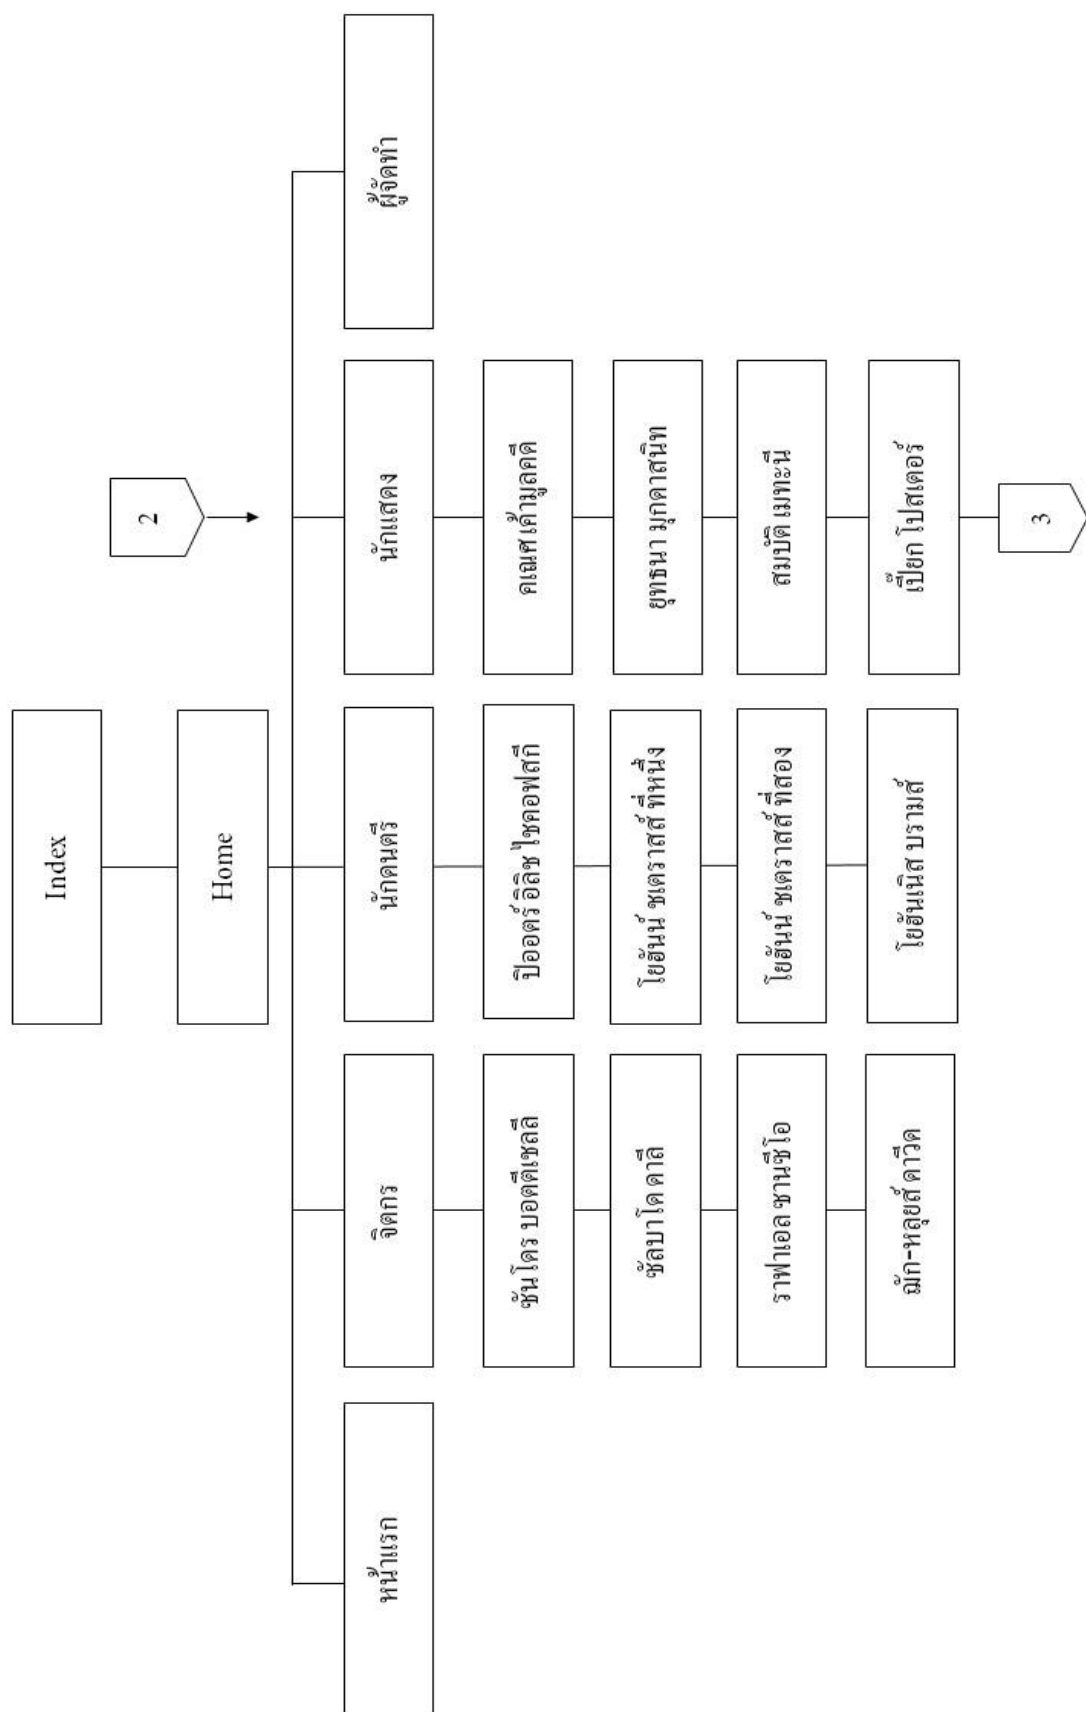 Index
Home
2
หน้าแรก
จิตกร
นักดนตรี
นักแสดง
ผู้จัดทำ
ซันโดร บอตตีเชลลี
ปิออตร์ อิลิช ไชคอฟสกี
คเณศ เค้ามูลคดี
ซัลบาโด ดาลี
โยฮันน์ ชเตราสส์ ที่หนึ่ง
ยุทธนา มุกดาสนิท
ราฟาเอล ซานซีโอ
โยฮันน์ ชเตราสส์ ที่สอง
สมบัติ เมทะนี
ฌัก-หลุยส์ ดาวีด
โยฮันเนิส บรามส์
เปี๊ยก โปสเตอร์
3